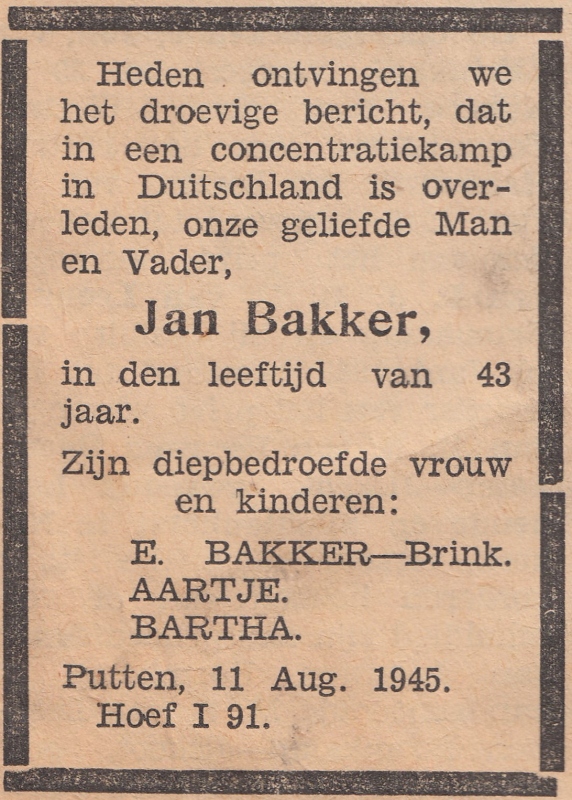 Heden ontvingen we
het droevige bericht, dat
in een concentratiekamp
in Duitschland is over-
leden, onze geliefde Man
en Vader,
Jan Bakker,
in den leeftijd van 43
jaar.
Zijn diepbedroefde vrouw
en kinderen:
E. BAKKER—Brink.
AARTJE.
BARTHA.
Putten, 11 Aug. 1945.
Hoef I 91.